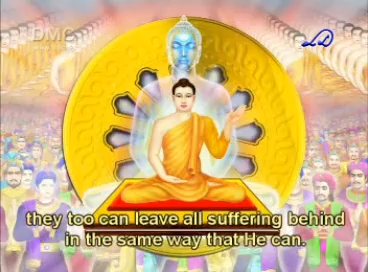 DMC
they too can leave all suffering behind
in the same way that He can.